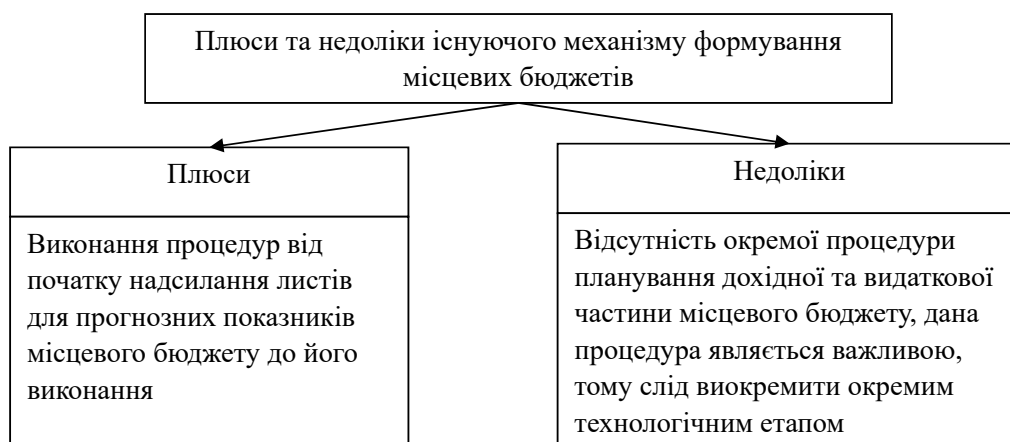 Плюси та недоліки існуючого механізму формування
місцевих бюджетів
Плюси
Виконання процедур від
початку надсилання листів
для прогнозних показників
місцевого бюджету до його
виконання
Недоліки
Відсутність окремої процедури
планування дохідної та видаткової
частини місцевого бюджету, дана
процедура являється важливою,
тому слід виокремити окремим
технологічним етапом